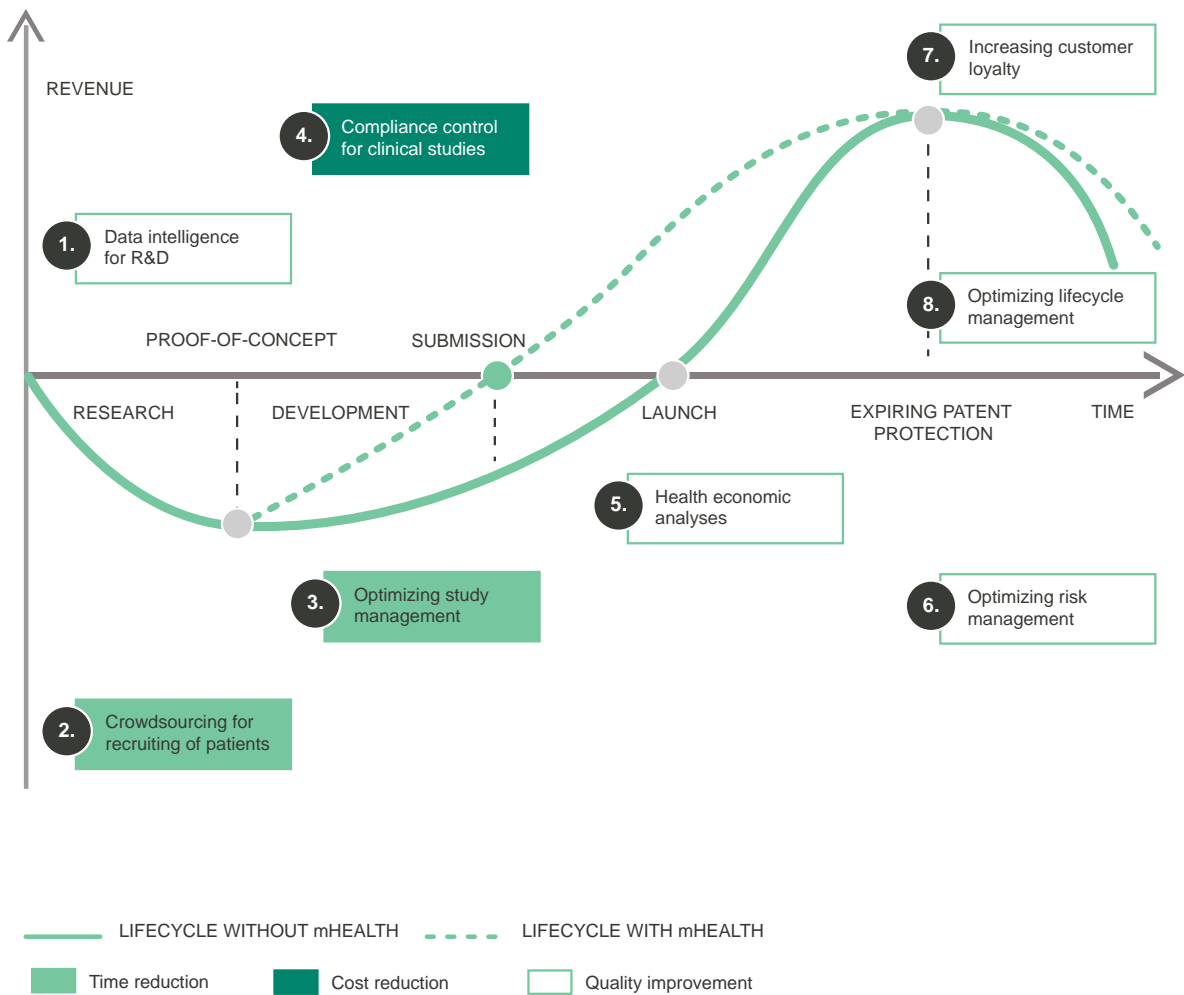 REVENUE
7.
Increasing customer
loyalty
4.
Compliance control
for clinical studies
1.
Data intelligence
for R&D
8.
Optimizing lifecycle
management
PROOF-OF-CONCEPT
SUBMISSION
RESEARCH
DEVELOPMENT
LAUNCH
EXPIRING PATENT
PROTECTION
TIME
5.
Health economic
analyses
3.
Optimizing study
management
6.
Optimizing risk
management
2.
Crowdsourcing for
recruiting of patients
LIFECYCLE WITHOUT mHEALTH
LIFECYCLE WITH mHEALTH
Time reduction
Cost reduction
Quality improvement